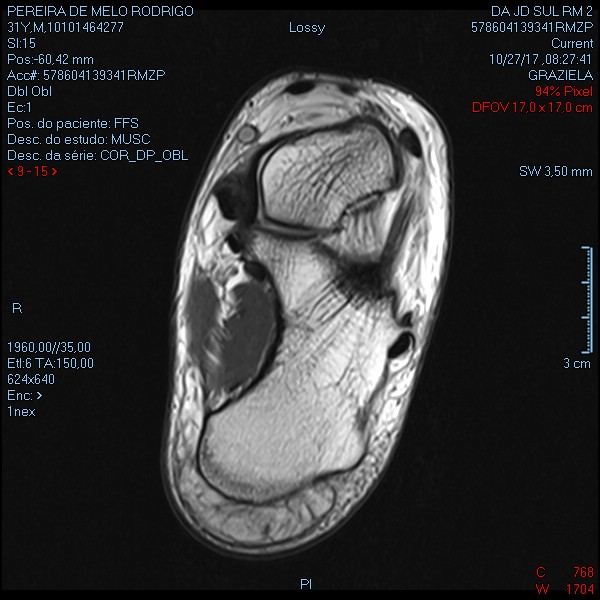 PEREIRA DE MELO RODRIGO
31Y,M,10101464277
Sl:15
Pos:-60,42 mm
Acc#: 578604139341RMZP
Dbl Obl
Ec:1
Pos. do paciente: FFS
Desc. do estudo: MUSC
Desc. da série: COR_DP_OBL
< 9 - 15 >
Lossy
DA JD SUL RM 2
578604139341RMZP
Current
10/27/17 ,08:27:41
GRAZIELA
94% Pixel
DFOV 17,0 x 17,0 cm
SW 3,50 mm
R
3 cm
1960,00//35,00
Etl:6 TA:150,00
624x640
Enc: >
1nex
PI
C 768
W 1704